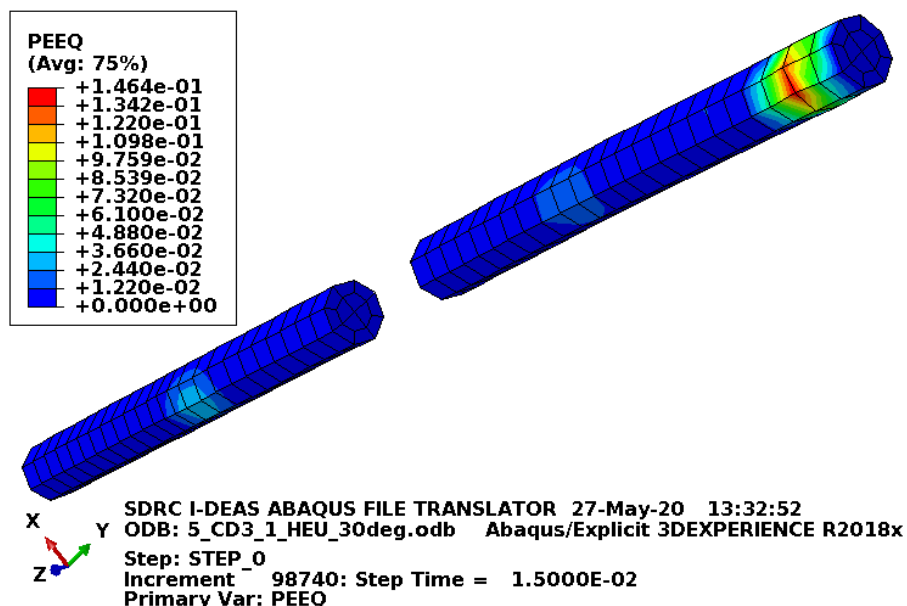 PEEQ
(Avg: 75%)
+1.464e-01
+1.342e-01
+1.220e-01
+1.098e-01
+9.759e-02
+8.539e-02
+7.320e-02
+6.100e-02
+4.880e-02
+3.660e-02
+2.440e-02
+1.220e-02
+0.000e+00
SDRC I-DEAS ABAQUS FILE TRANSLATOR 27-May-20 13:32:52
ODB: 5_CD3_1_HEU_30deg.odb Abaqus/Explicit 3DEXPERIENCE R2018x
Step: STEP_0
Increment 98740: Step Time = 1.5000E-02
Primary Var: PEEQ
X
Y
Z